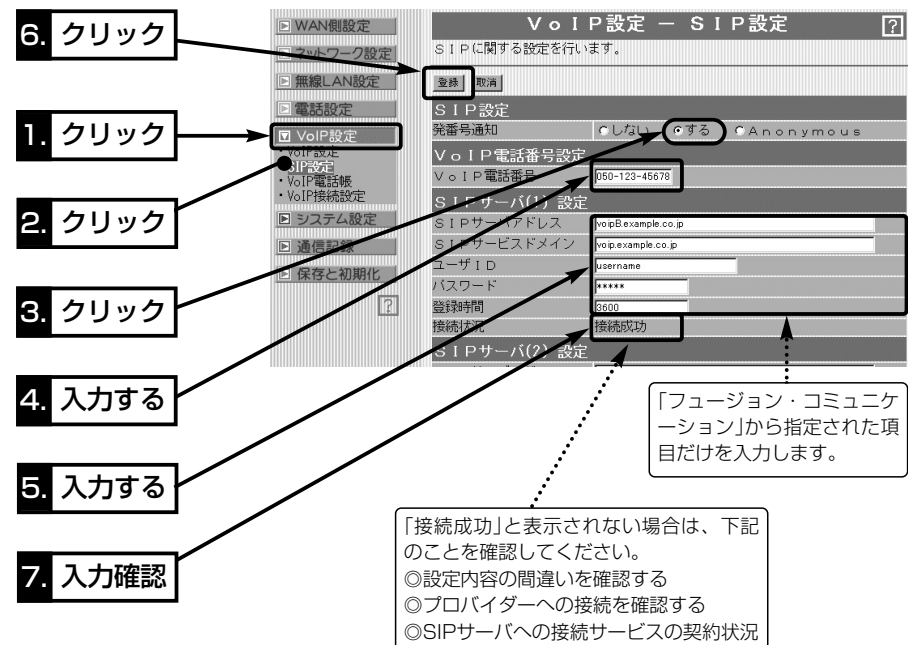 6. クリック
1. クリック
2. クリック
3. クリック
4. 入力する
5. 入力する
7. 入力確認
WAN側設定
ネットワーク設定
無線LAN設定
電話設定
VoIP設定
・VoIP設定
SIP設定
・VoIP電話帳
・VoIP接続設定
システム設定
通信記録
保存と初期化
?
VoIP設定 － SIP設定
?
SIPに関する設定を行います。
登録 取消
SIP設定
発番号通知 しない する Anonymous
VoIP電話番号設定
VoIP電話番号 050-123-45678
SIPサーバ(1) 設定
SIPサーバアドレス voipB.example.co.jp
SIPサービスドメイン voip.example.co.jp
ユーザID username
パスワード *****
登録時間 3600
接続状況 接続成功
SIPサーバ(2) 設定
「フュージョン・コミュニケ
ーション」から指定された項
目だけを入力します。
「接続成功」と表示されない場合は、下記
のことを確認してください。
◎設定内容の間違いを確認する
◎プロバイダーへの接続を確認する
◎SIPサーバへの接続サービスの契約状況